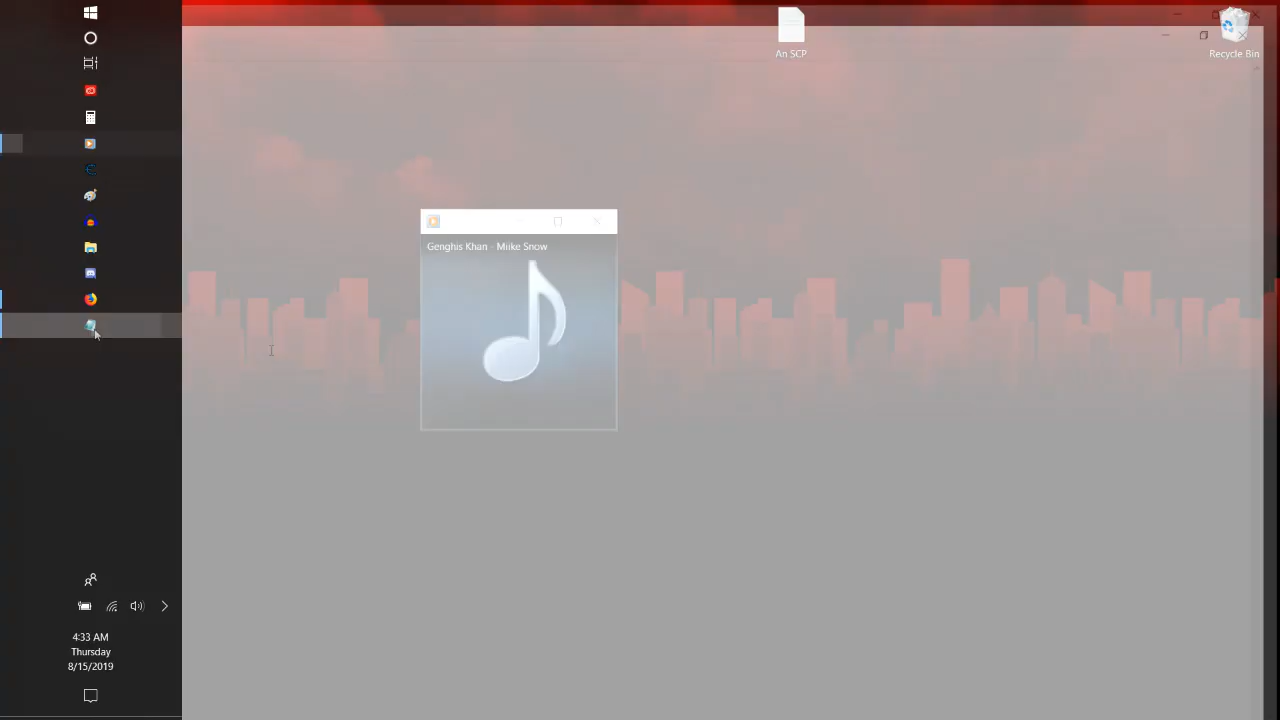 An SCP
Recycle Bin
Genghis Khan - Miike Snow
4:33 AM
Thursday
8/15/2019